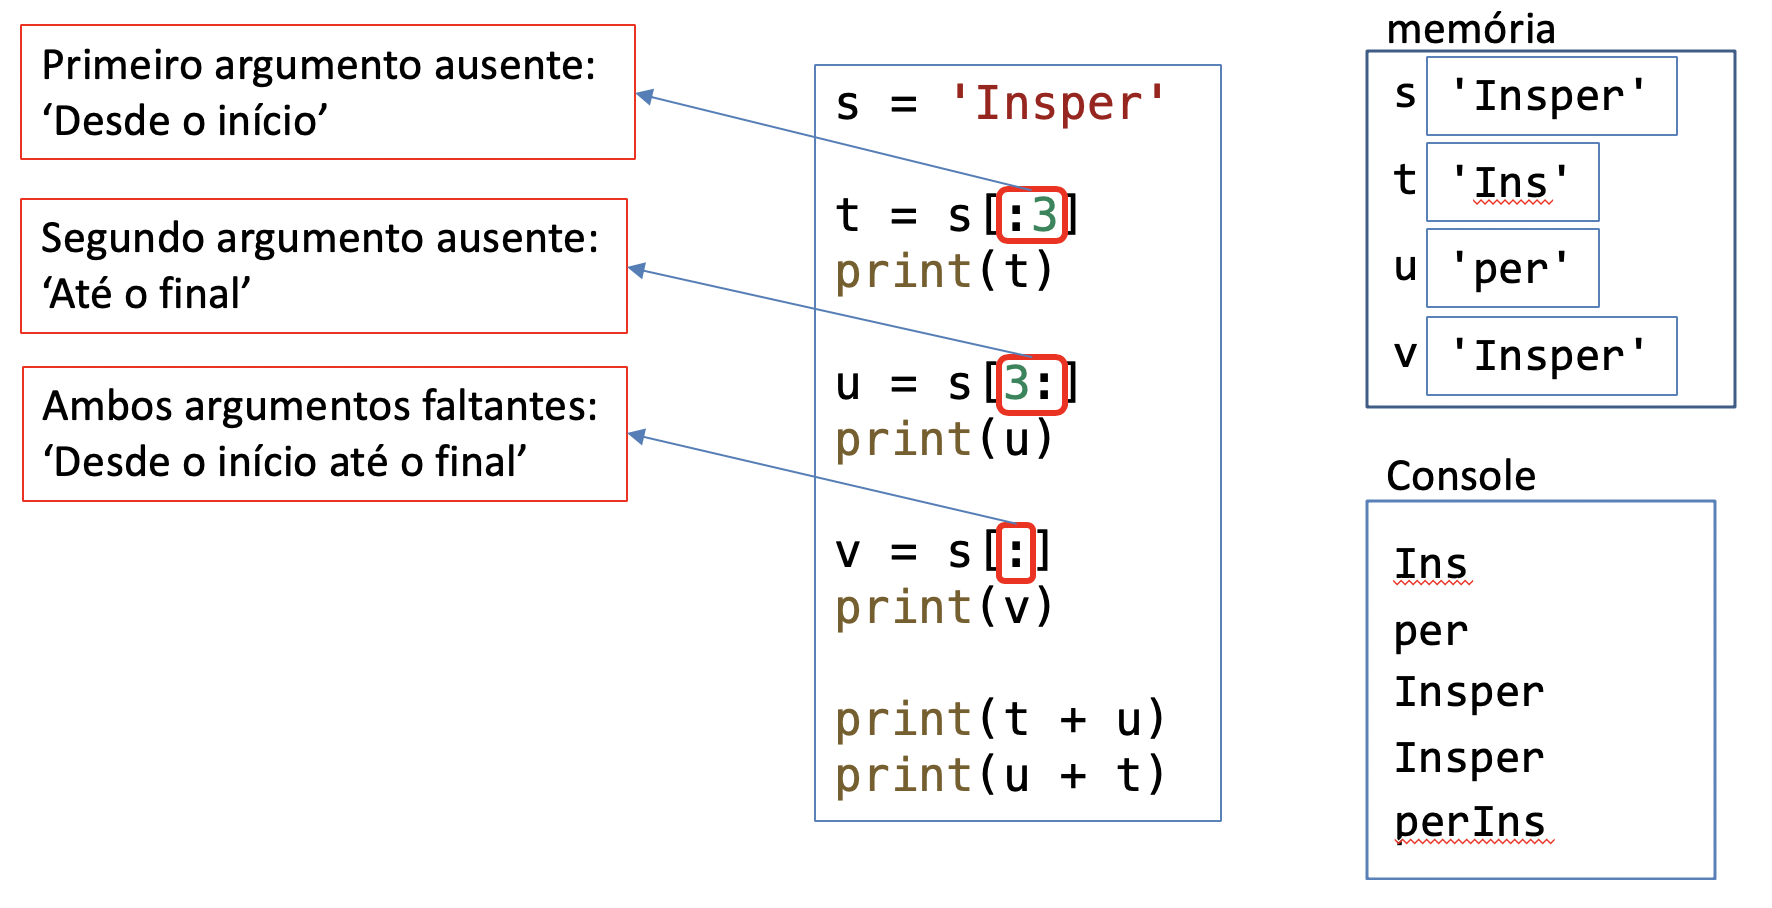 Primeiro argumento ausente:
‘Desde o início’
Segundo argumento ausente:
‘Até o final’
Ambos argumentos faltantes:
‘Desde o início até o final’
s = 'Insper'
t = s[:3]
print(t)
u = s[3:]
print(u)
v = s[:]
print(v)
print(t + u)
print(u + t)
memória
s 'Insper'
t 'Ins'
u 'per'
v 'Insper'
Console
Ins
per
Insper
Insper
perIns